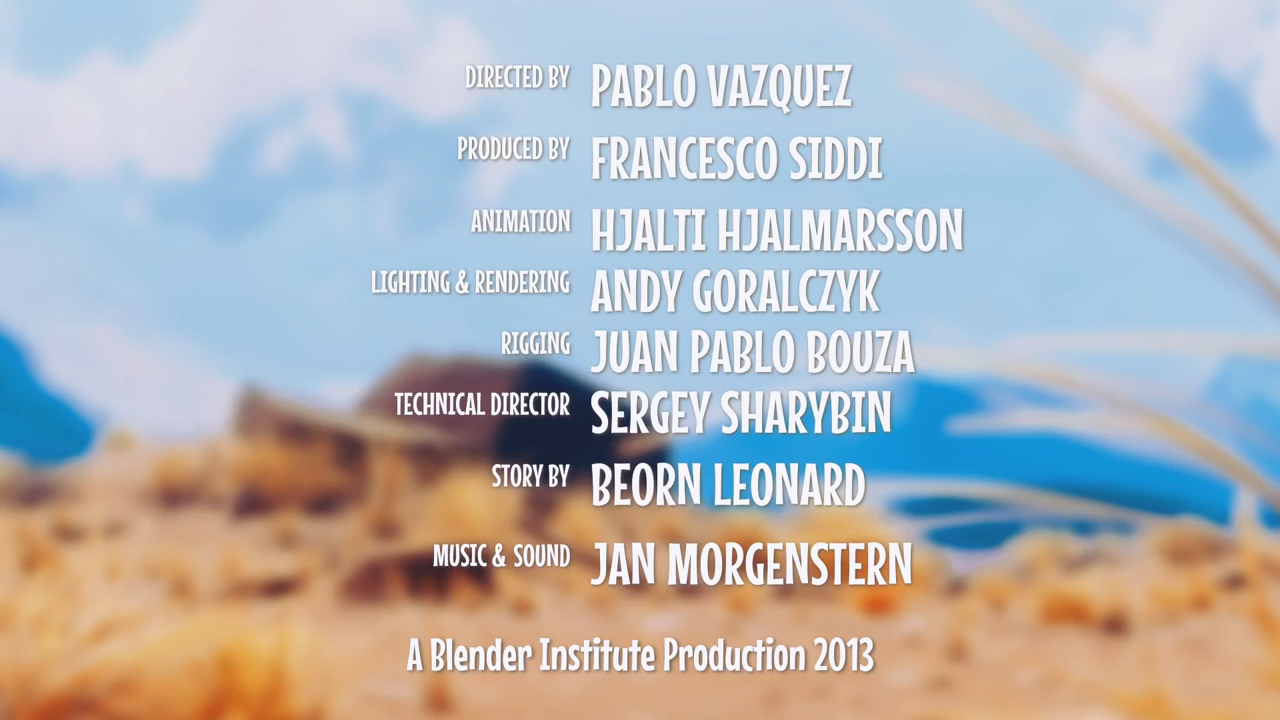 DIRECTED BY PABLO VAZQUEZ
PRODUCED BY FRANCESCO SIDDI
ANIMATION HJALTI HJALMARSSON
LIGHTING & RENDERING ANDY GORALCZYK
RIGGING JUAN PABLO BOUZA
TECHNICAL DIRECTOR SERGEY SHARYBIN
STORY BY BEORN LEONARD
MUSIC & SOUND JAN MORGENSTERN
A Blender Institute Production 2013